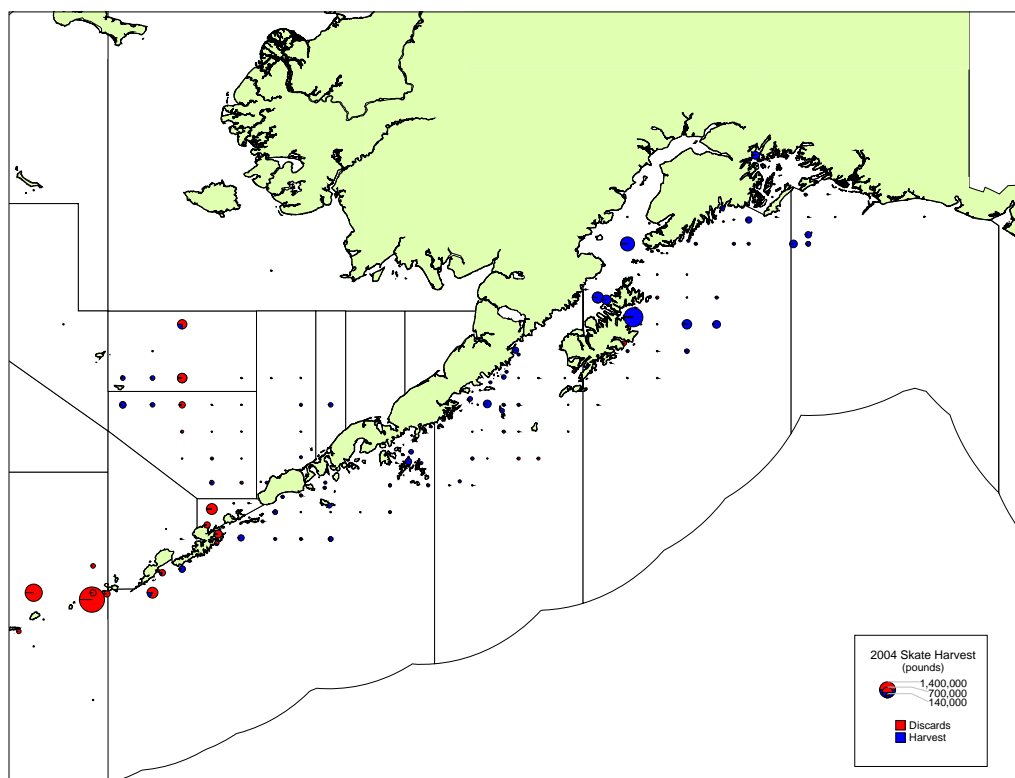 2004 Skate Harvest
(pounds)
1,400,000
700,000
140,000
Discards
Harvest